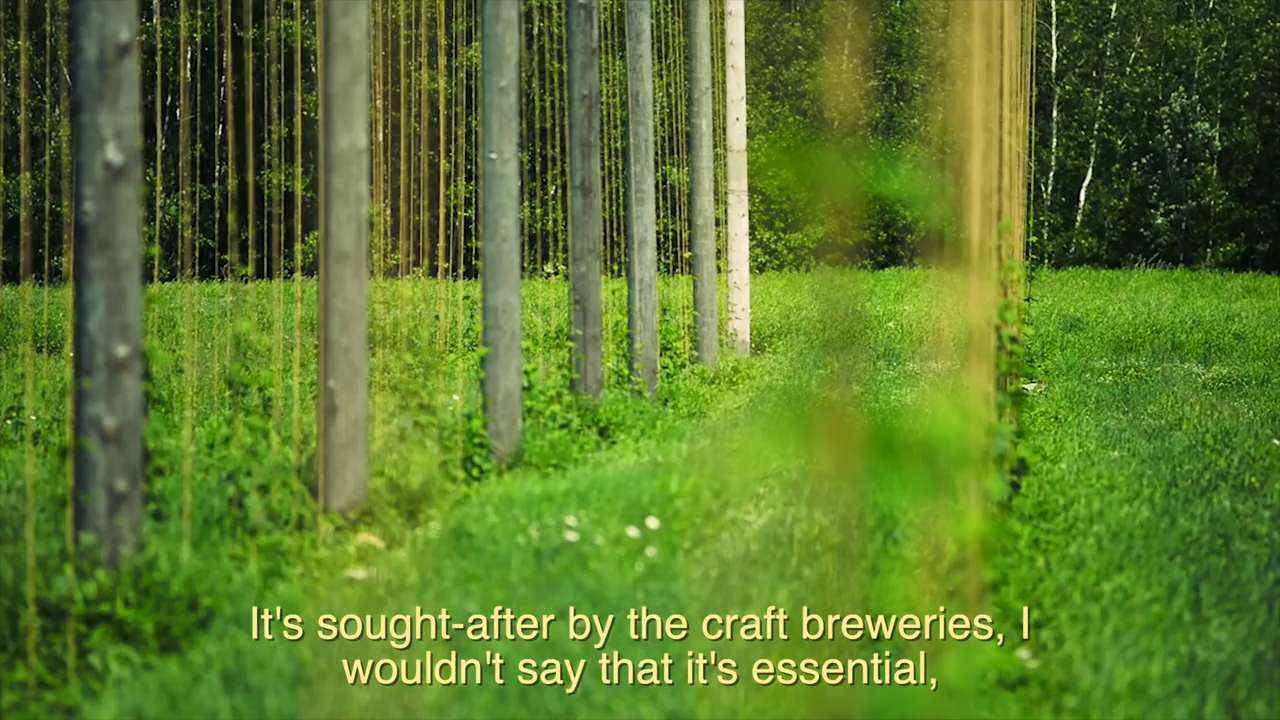 It's sought-after by the craft breweries, I
wouldn't say that it's essential,